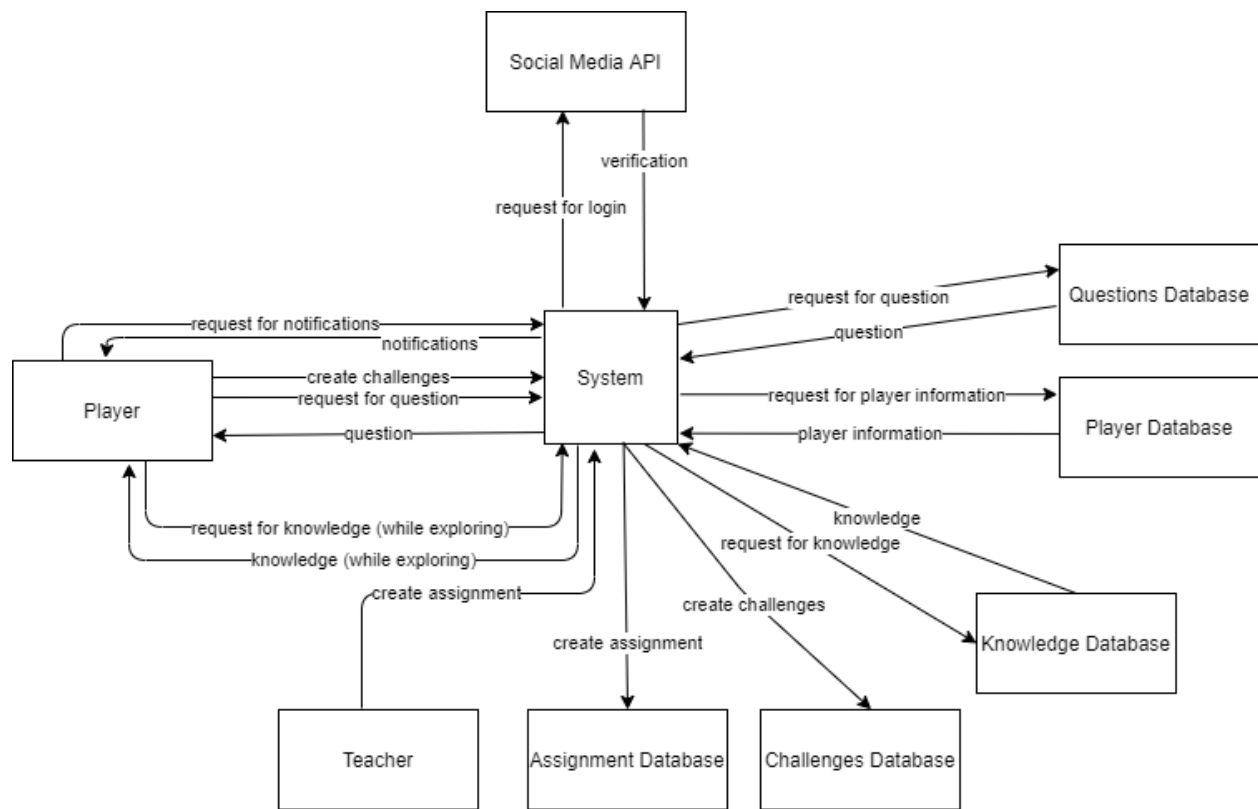 Social Media API
verification
request for login
request for question
Questions Database
question
request for notifications
notifications
System
create challenges
request for question
Player
question
request for player information
player information
Player Database
request for knowledge (while exploring)
knowledge (while exploring)
create assignment
knowledge
request for knowledge
create challenges
create assignment
Knowledge Database
Teacher
Assignment Database
Challenges Database